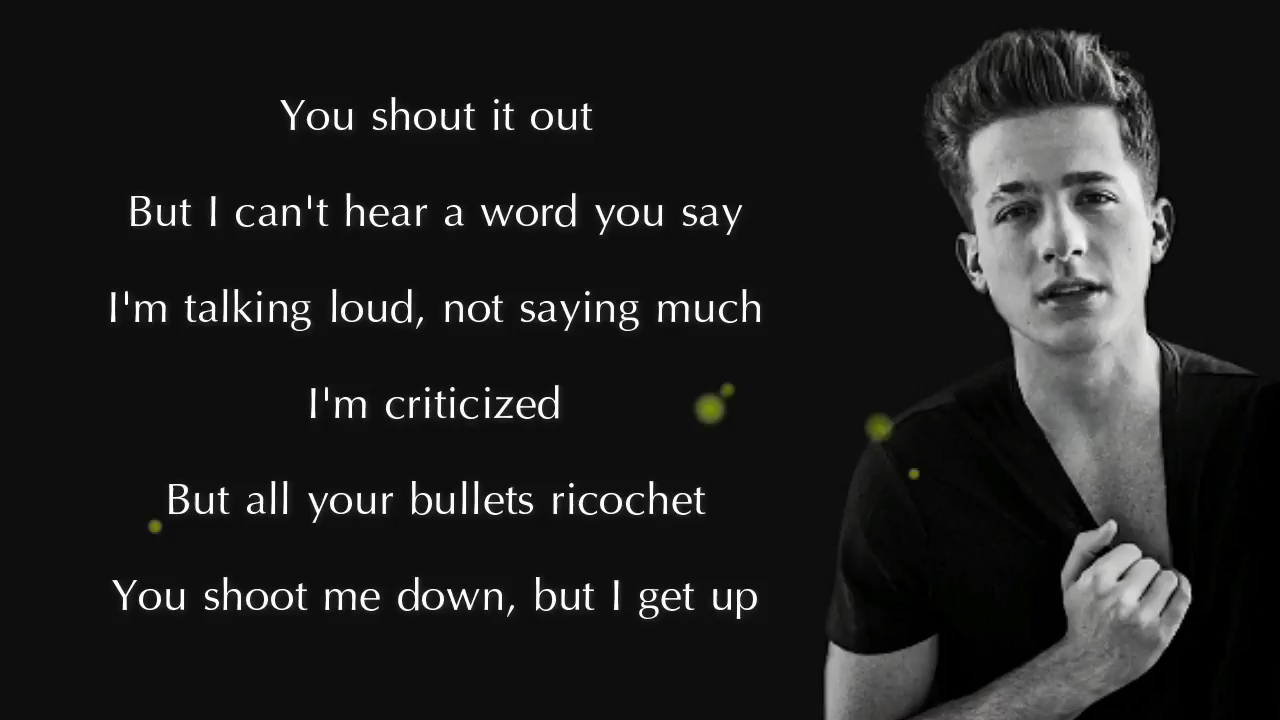 You shout it out
But I can't hear a word you say
I'm talking loud, not saying much
I'm criticized
But all your bullets ricochet
You shoot me down, but I get up